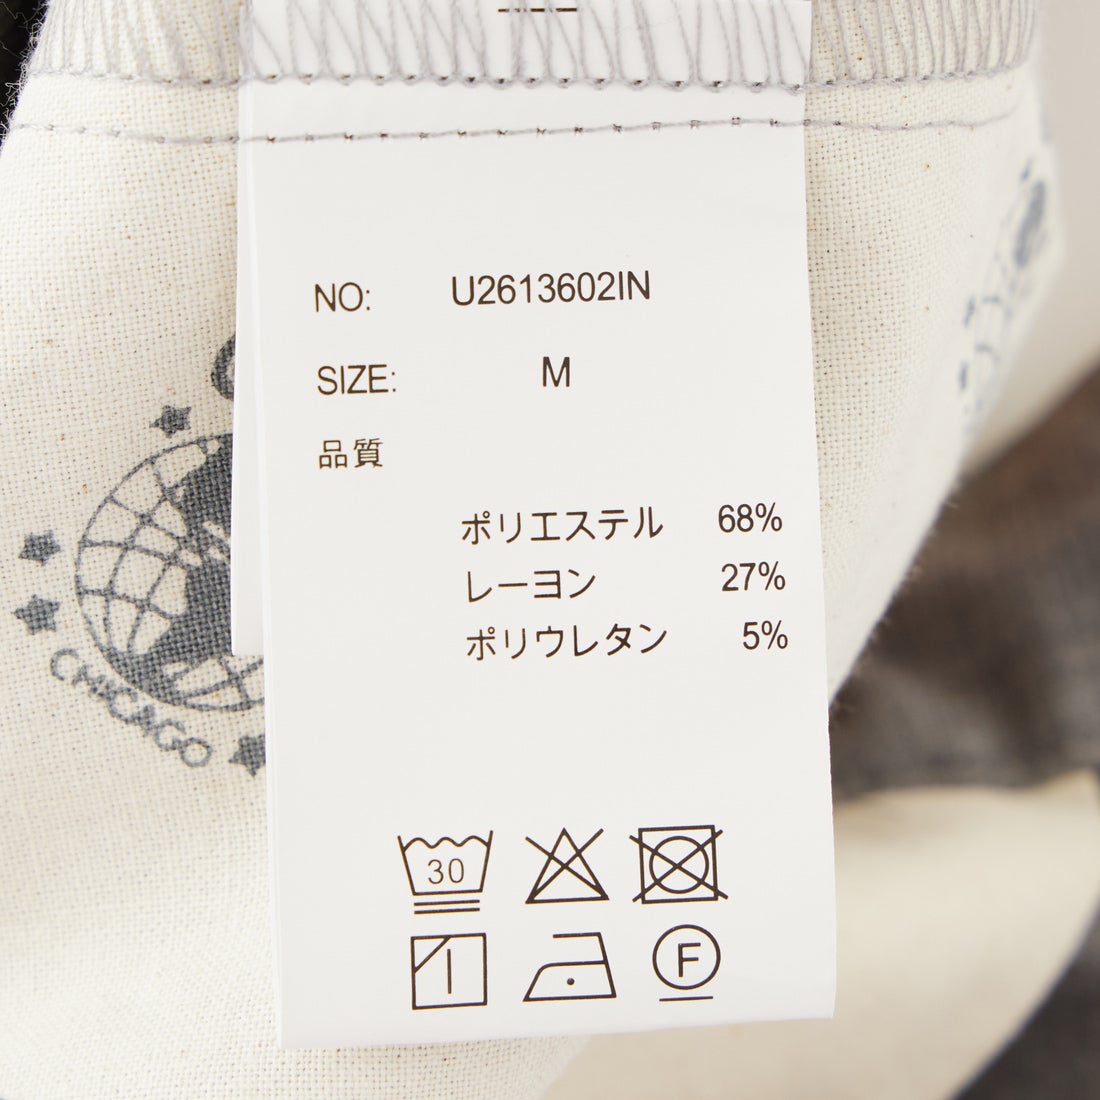 NO: U2613602IN
SIZE: M
品質
ポリエステル 68%
レーヨン 27%
ポリウレタン 5%
30
F
CHICAGO